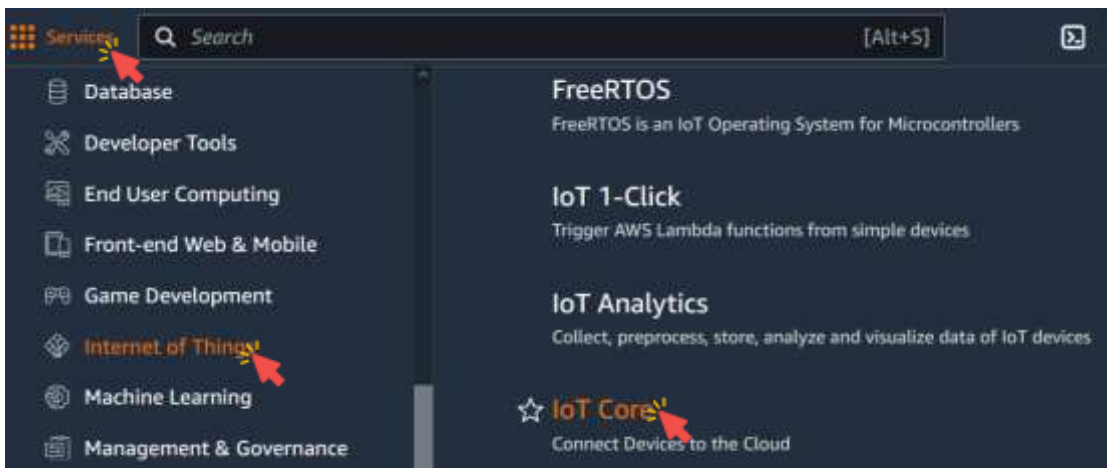 Services
Search
[Alt+S]
Database
Developer Tools
End User Computing
Front-end Web & Mobile
Game Development
Internet of Things
Machine Learning
Management & Governance
FreeRTOS
FreeRTOS is an IoT Operating System for Microcontrollers
IoT 1-Click
Trigger AWS Lambda functions from simple devices
IoT Analytics
Collect, preprocess, store, analyze and visualize data of IoT devices
IoT Core
Connect Devices to the Cloud